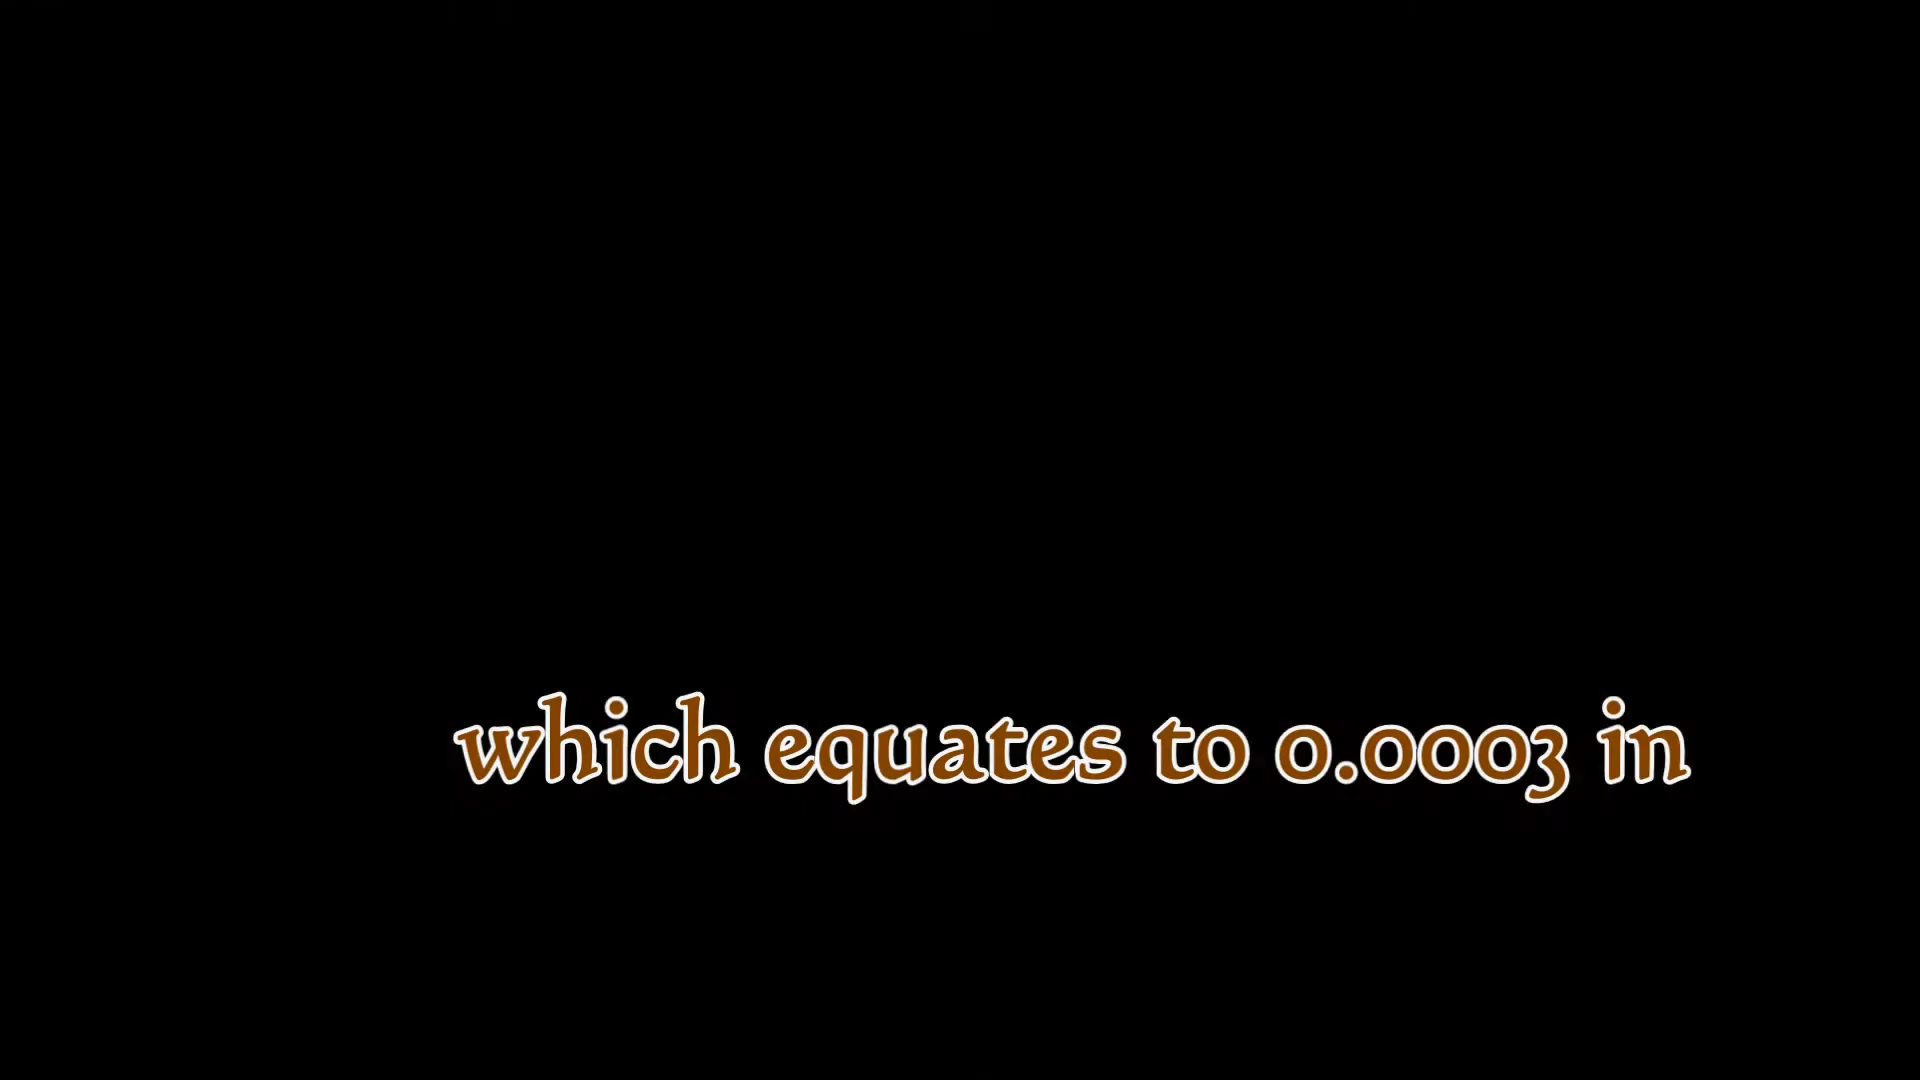 which equates to 0.0003 in